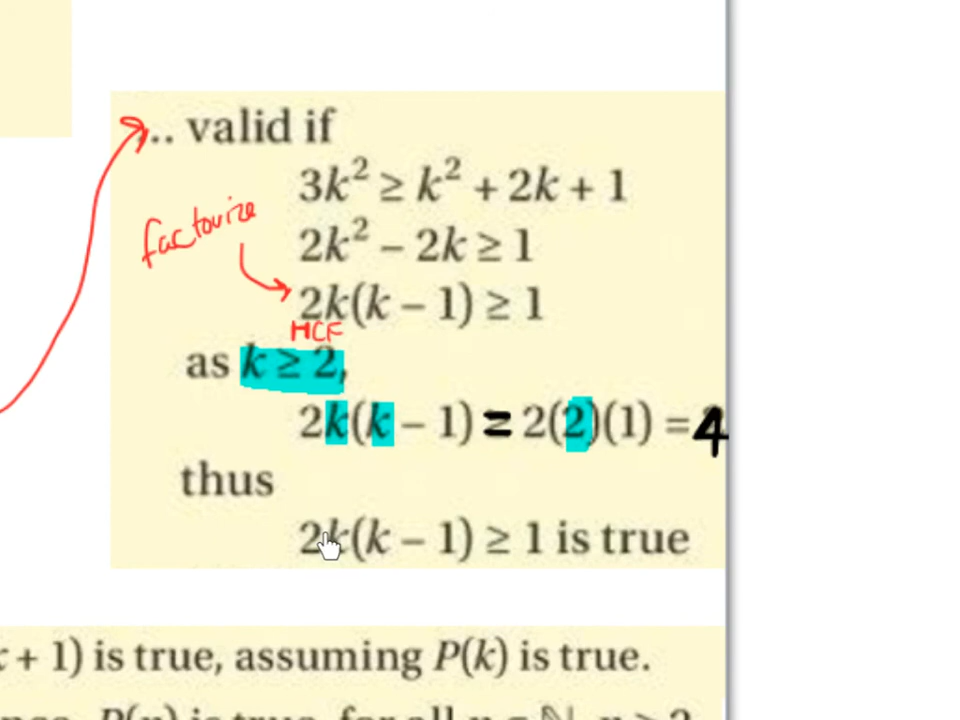 ... valid if
3k² ≥ k² + 2k + 1
factorize
2k² − 2k ≥ 1
2k(k − 1) ≥ 1
HCF
as k ≥ 2,
2k(k − 1) = 2(2)(1) = 4
thus
2k(k − 1) ≥ 1 is true
+ 1) is true, assuming P(k) is true.